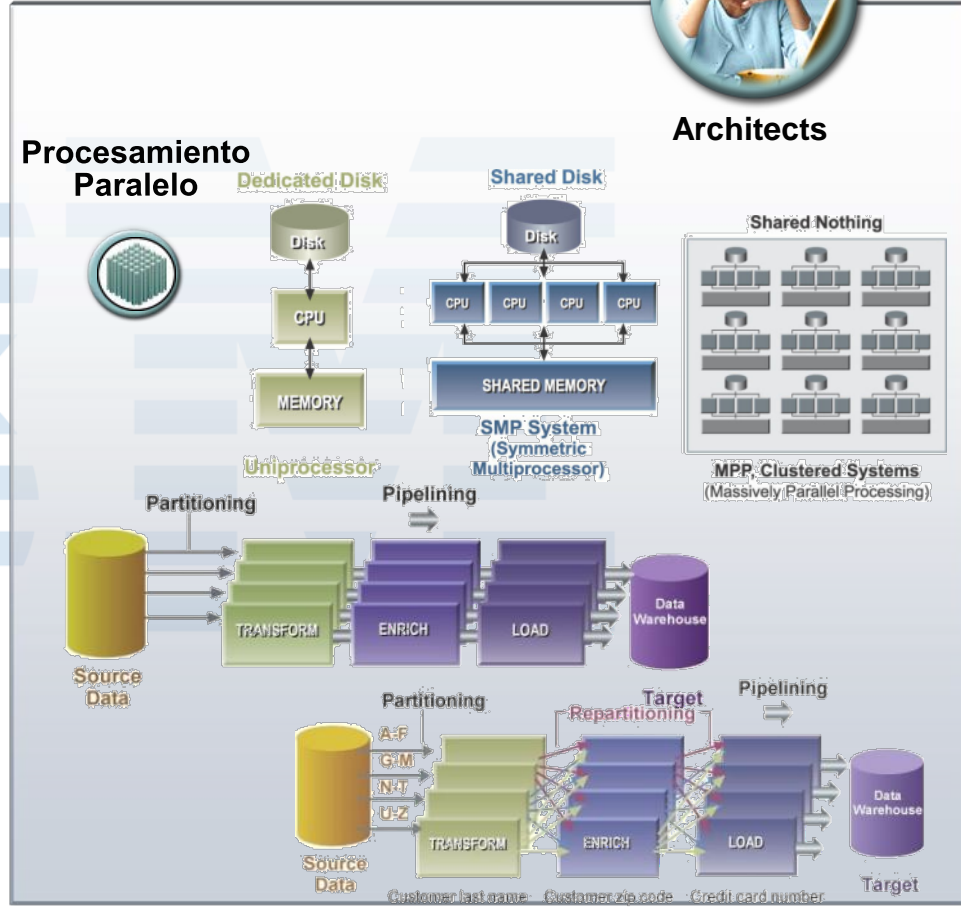 Architects
Procesamiento
Paralelo
Dedicated Disk
Disk
CPU
MEMORY
Uniprocessor
Shared Disk
Disk
CPU
CPU
CPU
CPU
SHARED MEMORY
SMP System
(Symmetric
Multiprocessor)
Shared Nothing
MPP, Clustered Systems
(Massively Parallel Processing)
Partitioning
Pipelining
TRANSFORM
ENRICH
LOAD
Data
Warehouse
Source
Data
Target
Partitioning
Repartitioning
Pipelining
A-F
G-M
N-T
U-Z
TRANSFORM
ENRICH
LOAD
Data
Warehouse
Source
Data
Customer last name
Customer zip code
Credit card number
Target